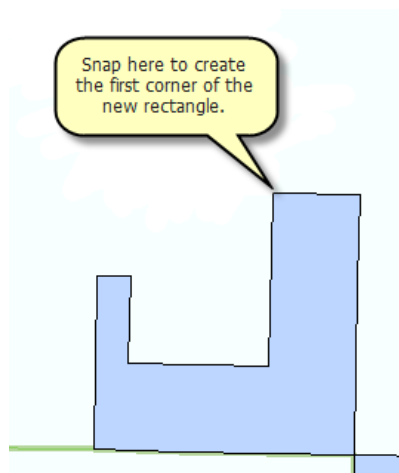 Snap here to create
the first corner of the
new rectangle.